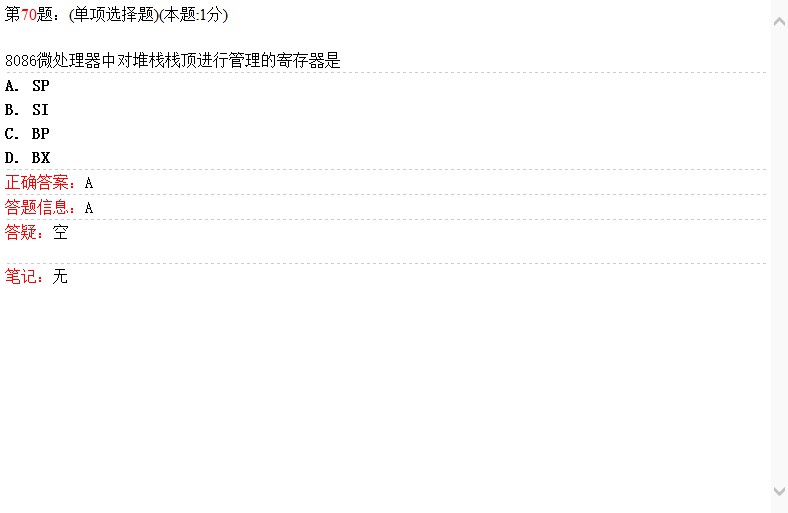 第70题：(单项选择题)(本题:1分)
8086微处理器中对堆栈栈顶进行管理的寄存器是
A. SP
B. SI
C. BP
D. BX
正确答案：A
答题信息：A
答疑：空
笔记：无